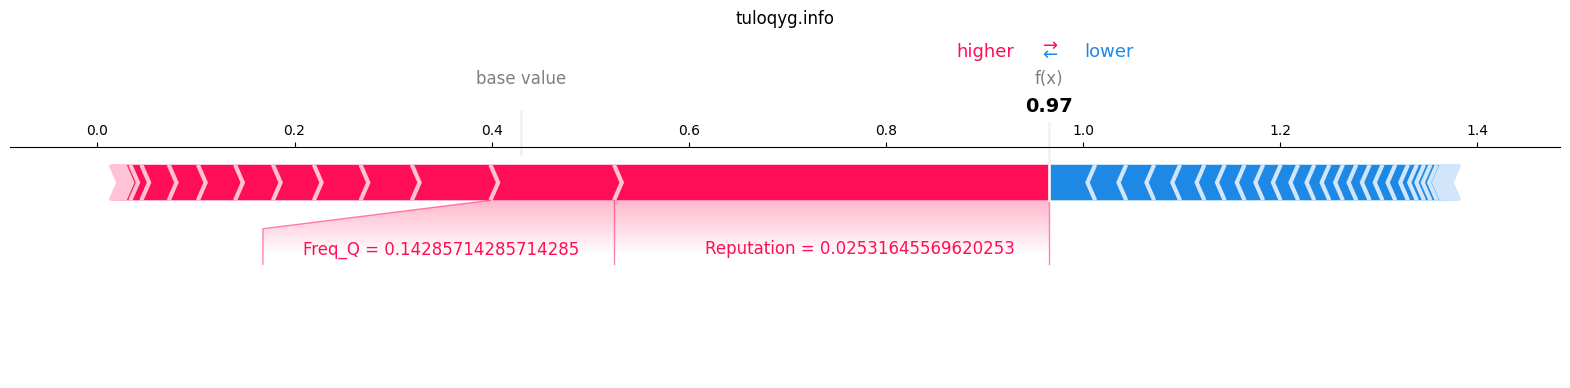 tuloqyg.info
higher ⇄ lower
base value f(x)
0.97
0.0 0.2 0.4 0.6 0.8 1.0 1.2 1.4
Freq_Q = 0.14285714285714285 Reputation = 0.02531645569620253